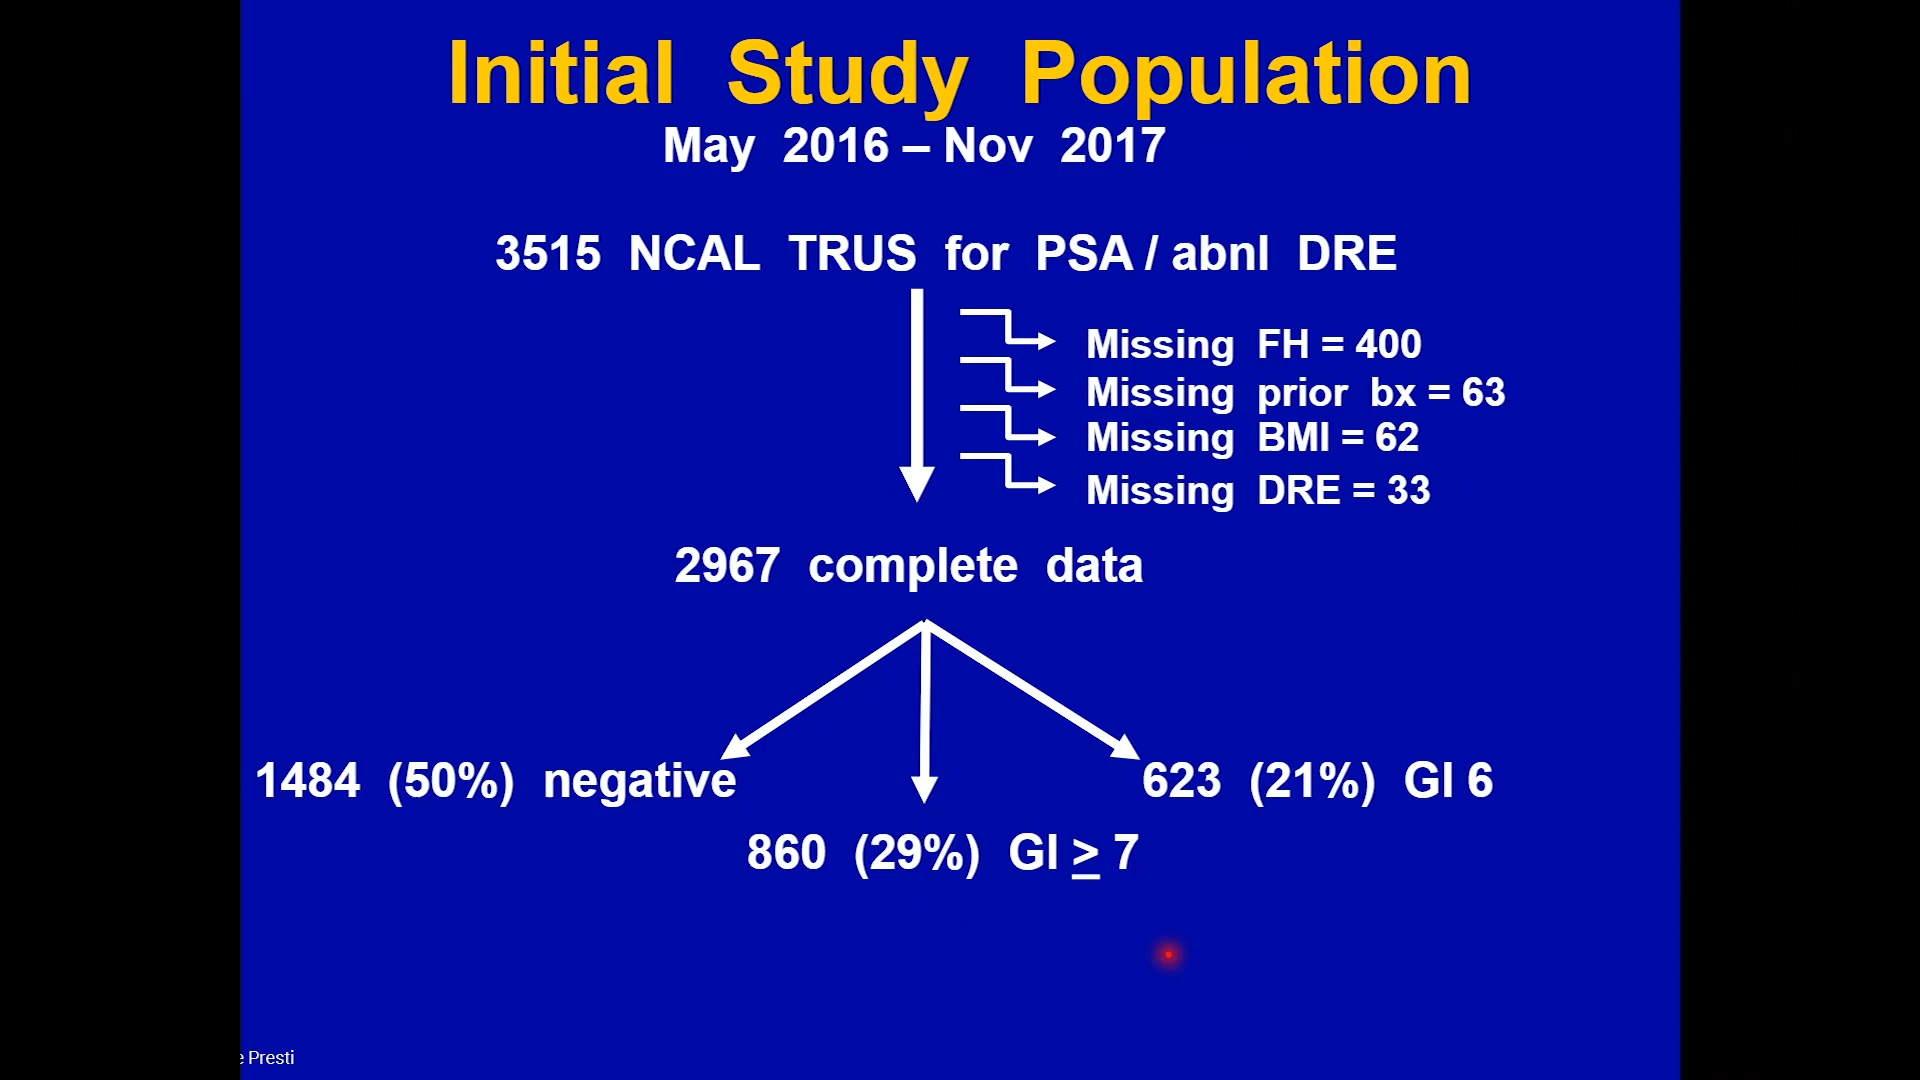 Initial Study Population
May 2016 – Nov 2017
3515 NCAL TRUS for PSA / abnl DRE
Missing FH = 400
Missing prior bx = 63
Missing BMI = 62
Missing DRE = 33
2967 complete data
1484 (50%) negative
623 (21%) Gl 6
860 (29%) Gl ≥ 7
e Presti